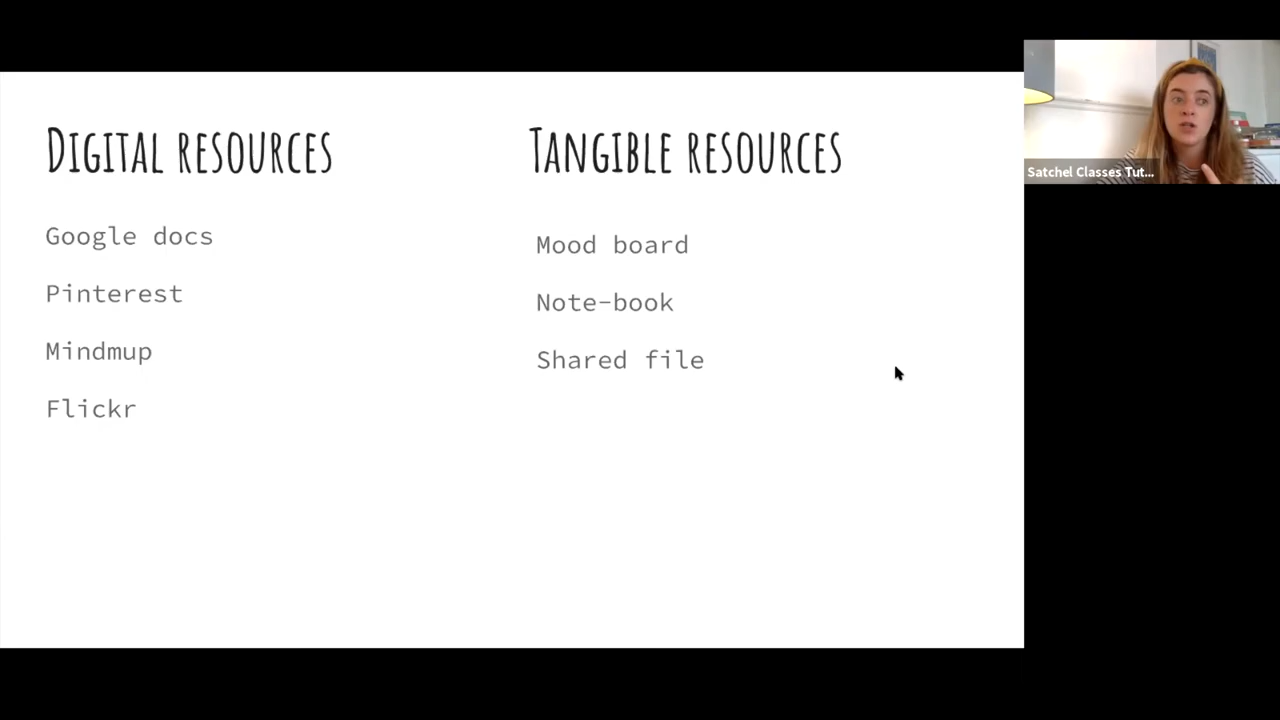 Digital resources
Google docs
Pinterest
Mindmup
Flickr
Tangible resources
Mood board
Note-book
Shared file
Satchel Classes Tut...